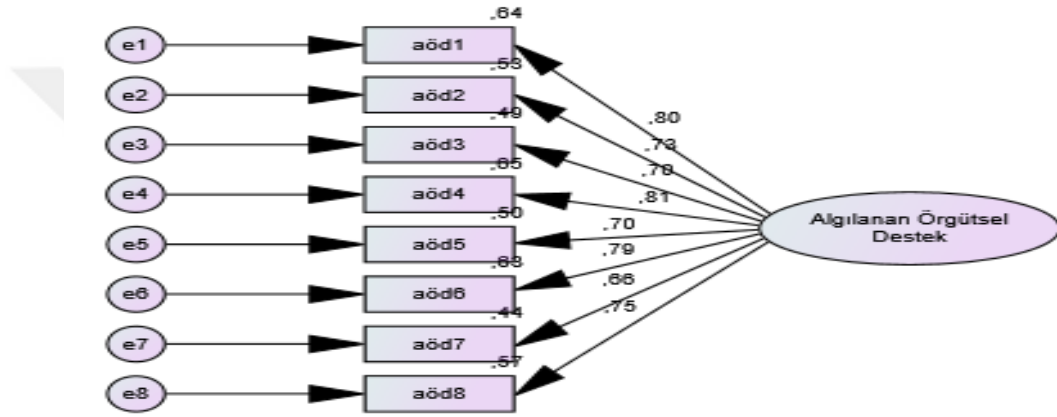 .64
e1
aöd1
.53
e2
aöd2
.49
e3
aöd3
.65
e4
aöd4
.50
e5
aöd5
.63
e6
aöd6
.44
e7
aöd7
.57
e8
aöd8
.80
.73
.70
.81
.70
.79
.66
.75
Algılanan Örgütsel
Destek